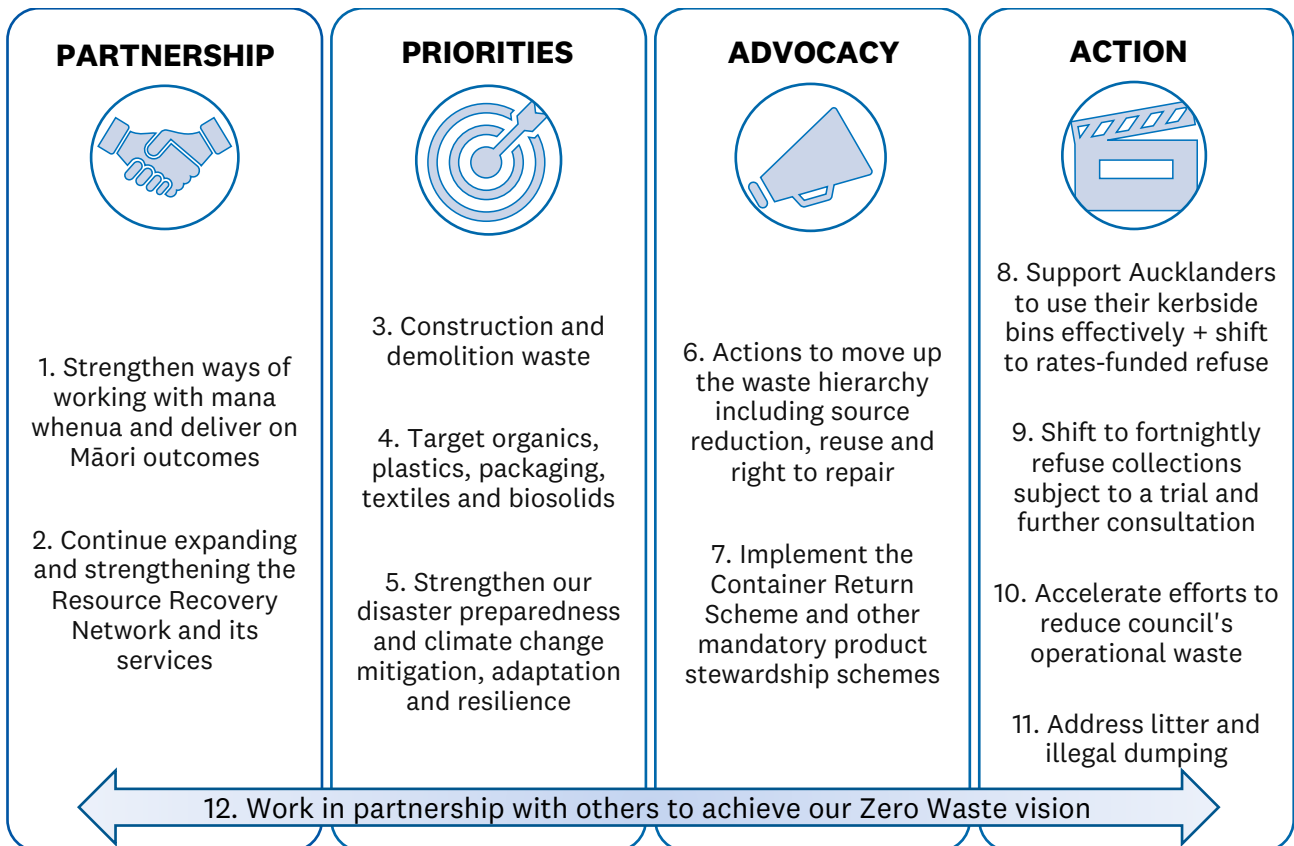 PARTNERSHIP
1. Strengthen ways of
working with mana
whenua and deliver on
Māori outcomes
2. Continue expanding
and strengthening the
Resource Recovery
Network and its
services
PRIORITIES
3. Construction and
demolition waste
4. Target organics,
plastics, packaging,
textiles and biosolids
5. Strengthen our
disaster preparedness
and climate change
mitigation, adaptation
and resilience
ADVOCACY
6. Actions to move up
the waste hierarchy
including source
reduction, reuse and
right to repair
7. Implement the
Container Return
Scheme and other
mandatory product
stewardship schemes
ACTION
8. Support Aucklanders
to use their kerbside
bins effectively + shift
to rates-funded refuse
9. Shift to fortnightly
refuse collections
subject to a trial and
further consultation
10. Accelerate efforts to
reduce council's
operational waste
11. Address litter and
illegal dumping
12. Work in partnership with others to achieve our Zero Waste vision